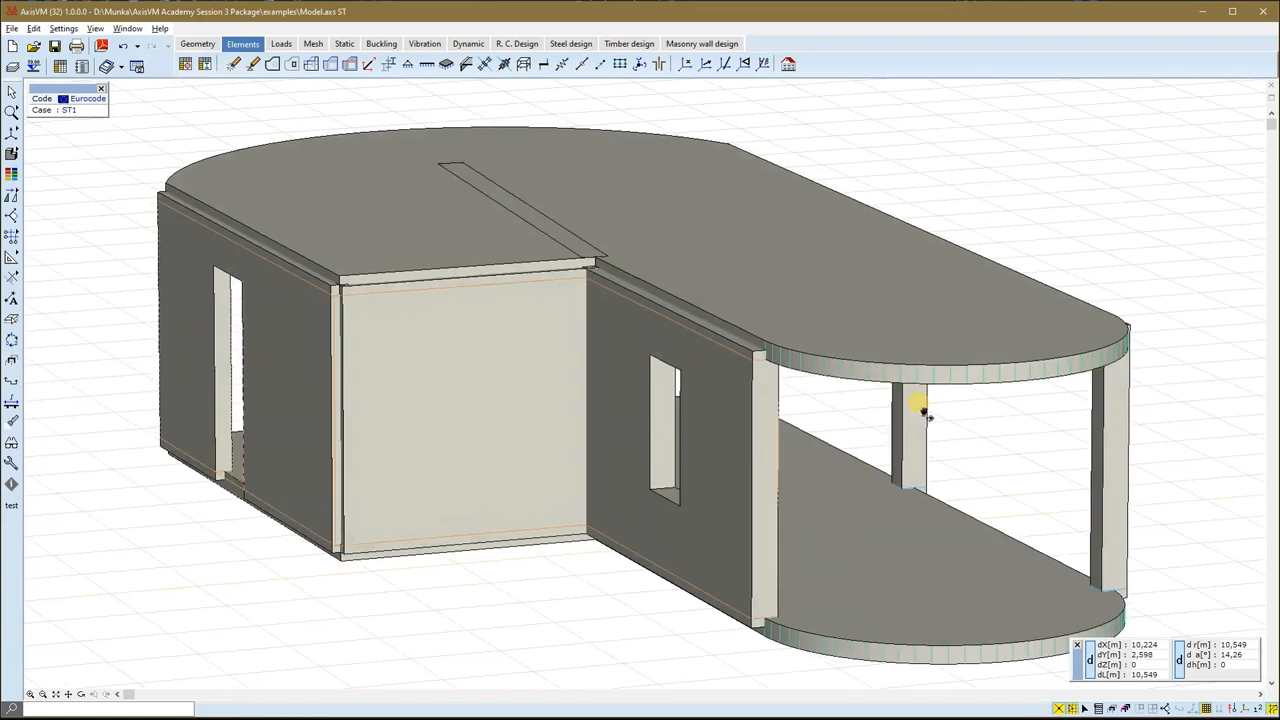 AxisVM (32) 1.0.0.0 - D:\Munka\AxisVM Academy Session 3 Package\examples\Model.axs ST
File Edit Settings View Window Help
Geometry Elements Loads Mesh Static Buckling Vibration Dynamic R. C. Design Steel design Timber design Masonry wall design
Code Eurocode
Case : ST1
test
dX[m] : 10,224
dY[m] : 2,598
dZ[m] : 0
dL[m] : 10,549
d r[m] : 10,549
d a[°] : 14,26
dh[m] : 0
d
d